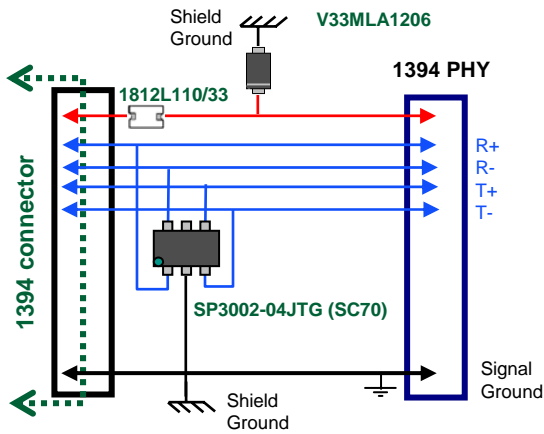 Shield
Ground
V33MLA1206
1394 PHY
1812L110/33
R+
R-
T+
T-
1394 connector
SP3002-04JTG (SC70)
Signal
Ground
Shield
Ground